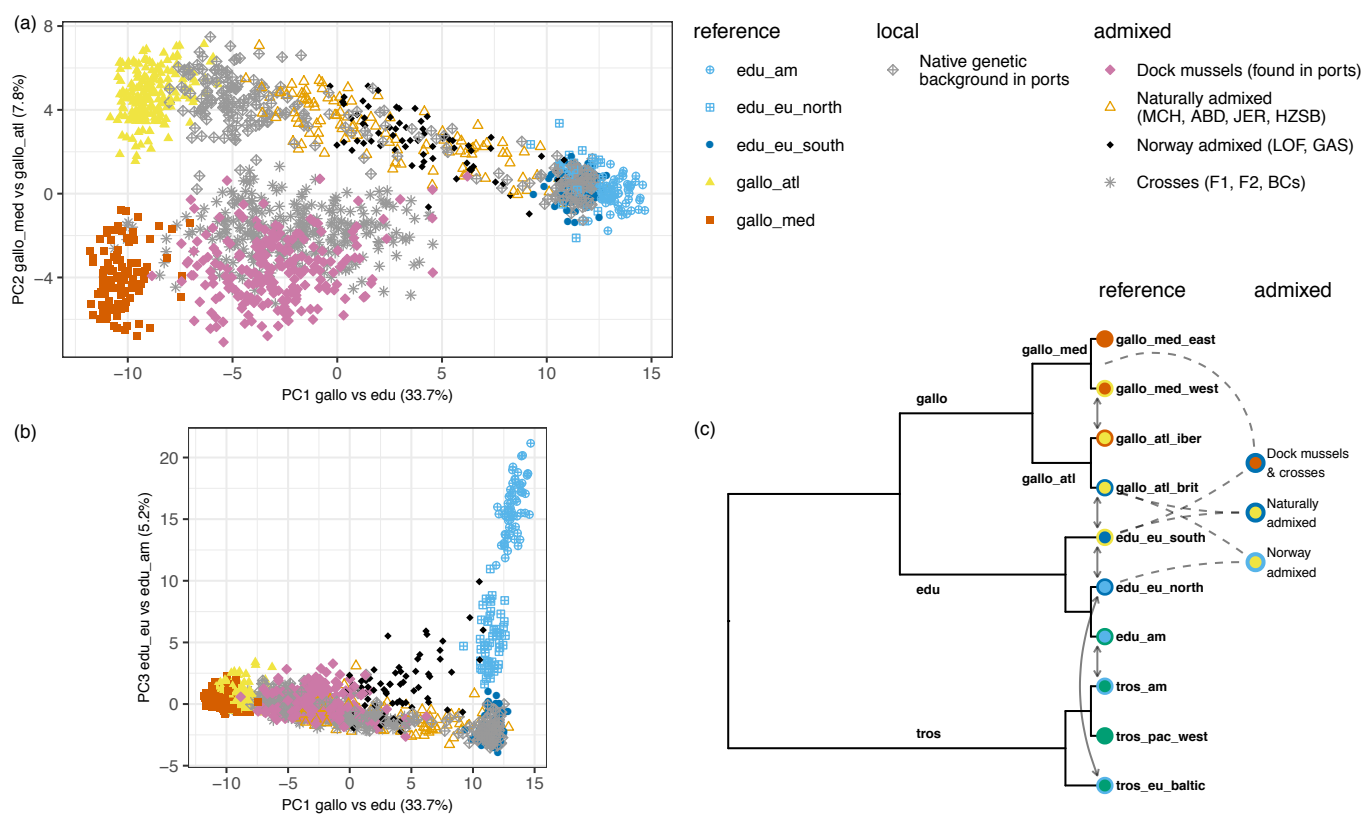 (a)
8
4
0
−4
PC2 gallo_med vs gallo_atl (7.8%)
−10
−5
0
5
10
15
PC1 gallo vs edu (33.7%)
reference
edu_am
edu_eu_north
edu_eu_south
gallo_atl
gallo_med
local
Native genetic
background in ports
admixed
Dock mussels (found in ports)
Naturally admixed
(MCH, ABD, JER, HZSB)
Norway admixed (LOF, GAS)
Crosses (F1, F2, BCs)
(b)
20
15
10
5
0
−5
PC3 edu_eu vs edu_am (5.2%)
−10
−5
0
5
10
15
PC1 gallo vs edu (33.7%)
(c)
reference
admixed
gallo_med
gallo_med_east
gallo_med_west
gallo
gallo_atl_iber
gallo_atl
gallo_atl_brit
edu_eu_south
edu
edu_eu_north
edu_am
tros_am
tros
tros_pac_west
tros_eu_baltic
Dock mussels
& crosses
Naturally
admixed
Norway
admixed